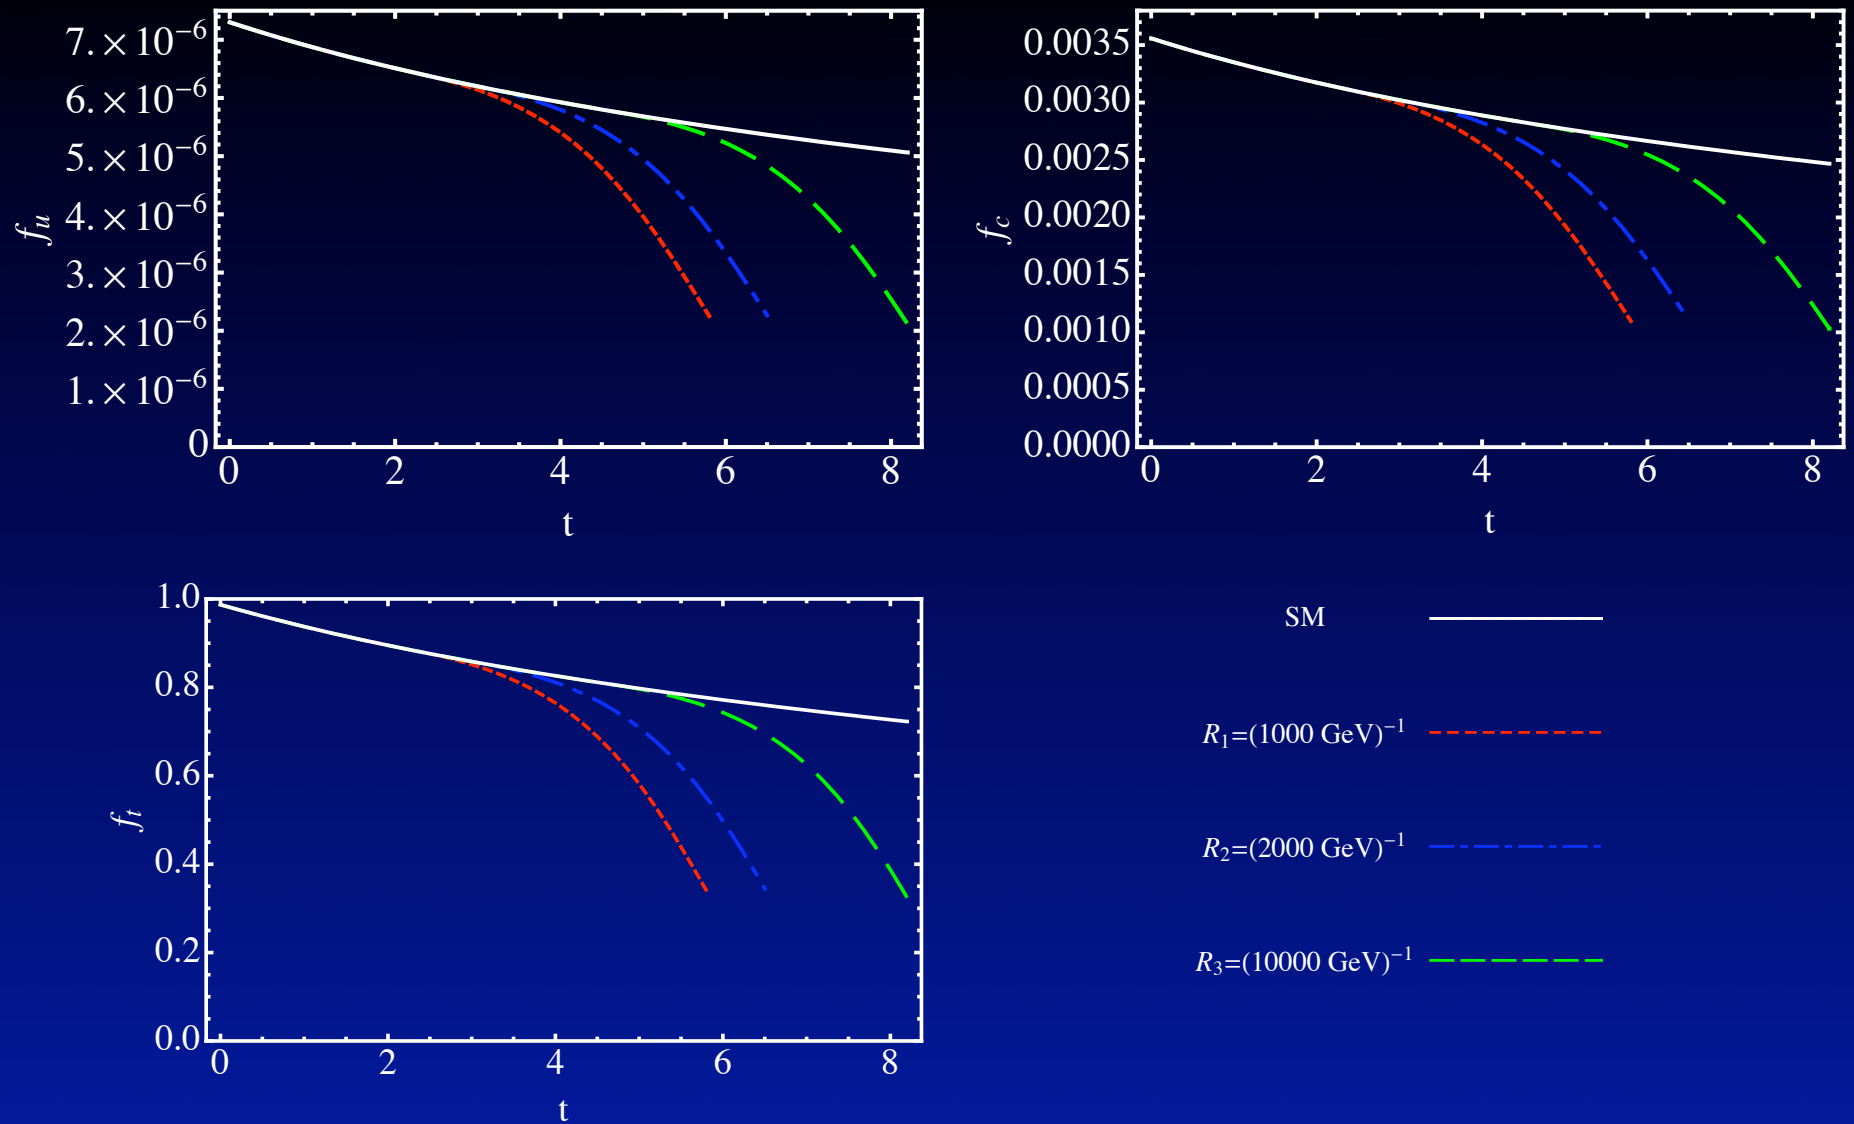 7.×10⁻⁶
6.×10⁻⁶
5.×10⁻⁶
4.×10⁻⁶
3.×10⁻⁶
2.×10⁻⁶
1.×10⁻⁶
0
f_u
0 2 4 6 8
t
0.0035
0.0030
0.0025
0.0020
0.0015
0.0010
0.0005
0.0000
f_c
0 2 4 6 8
t
1.0
0.8
0.6
0.4
0.2
0.0
f_t
0 2 4 6 8
t
SM
R₁=(1000 GeV)⁻¹
R₂=(2000 GeV)⁻¹
R₃=(10000 GeV)⁻¹